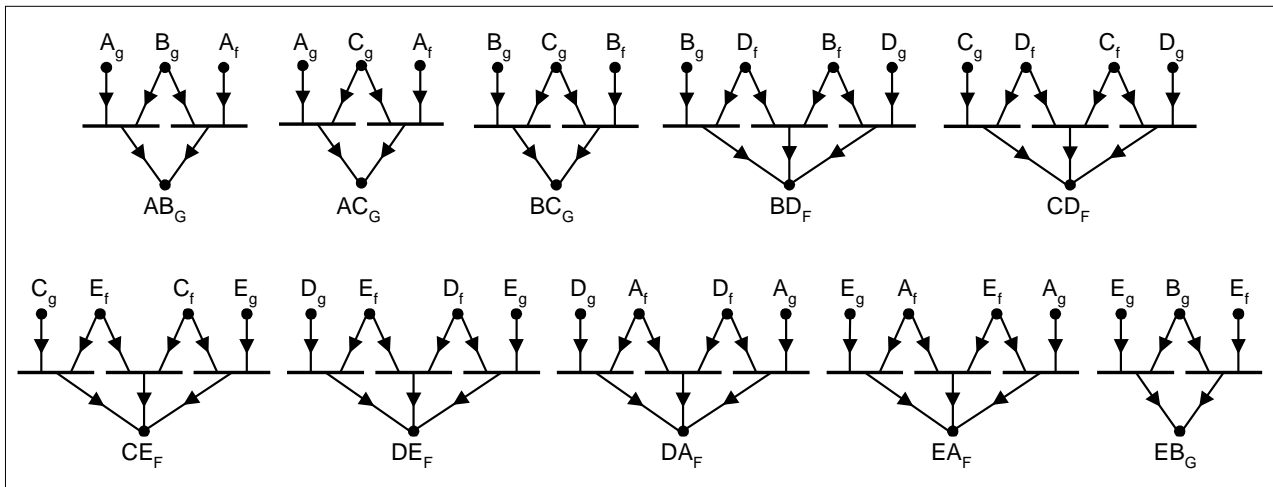 A_g B_g A_f A_g C_g A_f B_g C_g B_f B_g D_f B_f D_g C_g D_f C_f D_g
AB_G AC_G BC_G BD_F CD_F
C_g E_f C_f E_g D_g E_f D_f E_g D_g A_f D_f A_g E_g A_f E_f A_g E_g B_g E_f
CE_F DE_F DA_F EA_F EB_G